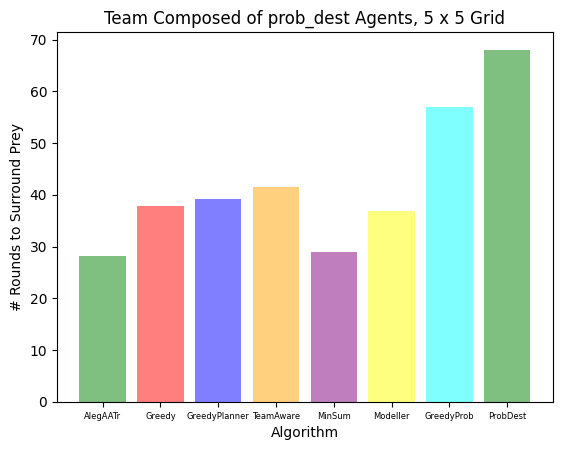 Team Composed of prob_dest Agents, 5 x 5 Grid
# Rounds to Surround Prey
70
60
50
40
30
20
10
0
AlegAATr Greedy GreedyPlanner TeamAware MinSum Modeller GreedyProb ProbDest
Algorithm